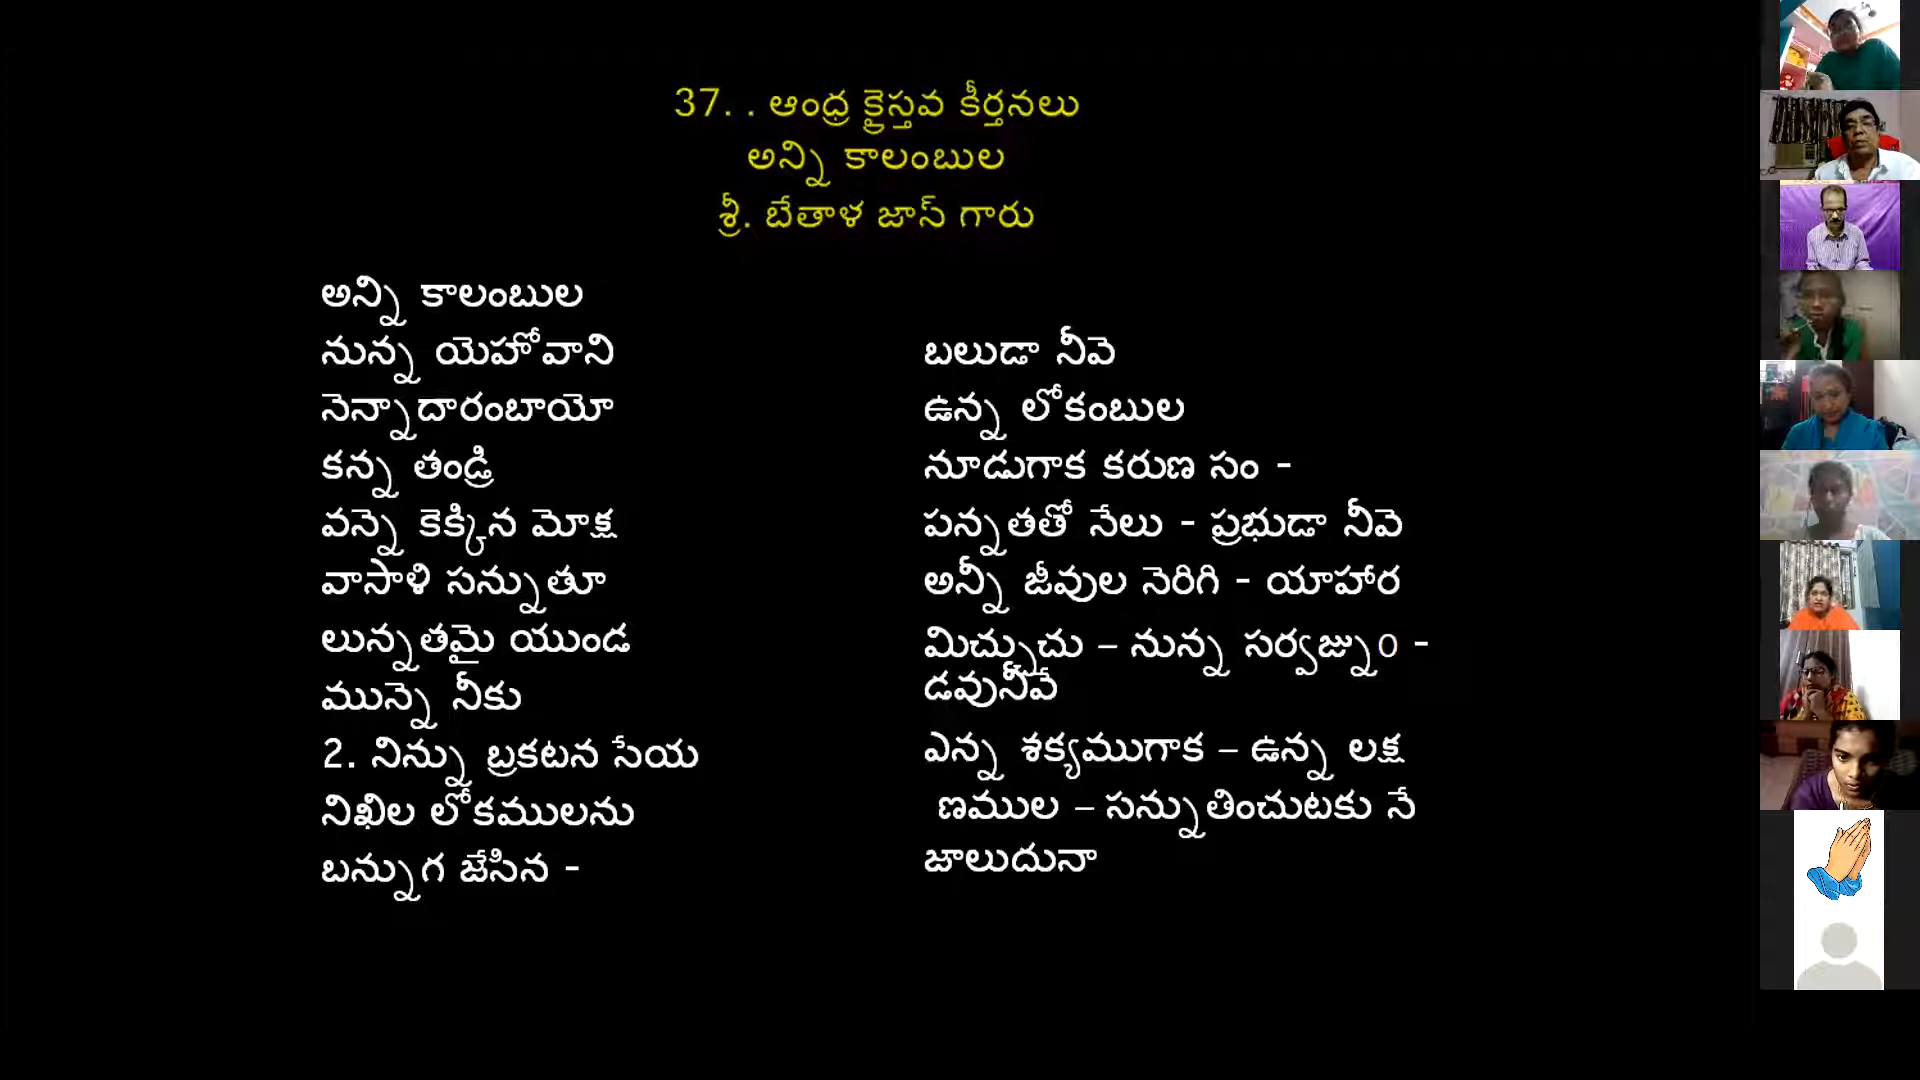 37. . ఆంధ్ర క్రైస్తవ కీర్తనలు
అన్ని కాలంబుల
శ్రీ. బేతాళ జాన్ గారు
అన్ని కాలంబుల
నున్న యెహోవాని
నెన్నాదారంబాయో
కన్న తండ్రి
వన్నె కెక్కిన మోక్ష
వాసాళి సన్నుతూ
లున్నతమై యుండ
మున్నె నీకు
2. నిన్ను బ్రకటన సేయ
నిఖిల లోకములను
బన్నుగ జేసిన -
బలుడా నీవె
ఉన్న లోకంబుల
నూడుగాక కరుణ సం -
పన్నతతో నేలు - ప్రభుడా నీవె
అన్నీ జీవుల నెరిగి - యాహార
మిచ్చుచు – నున్న సర్వజ్ను0 -
డవునీవే
ఎన్న శక్యముగాక – ఉన్న లక్ష
ణముల – సన్నుతించుటకు నే
జాలుదునా